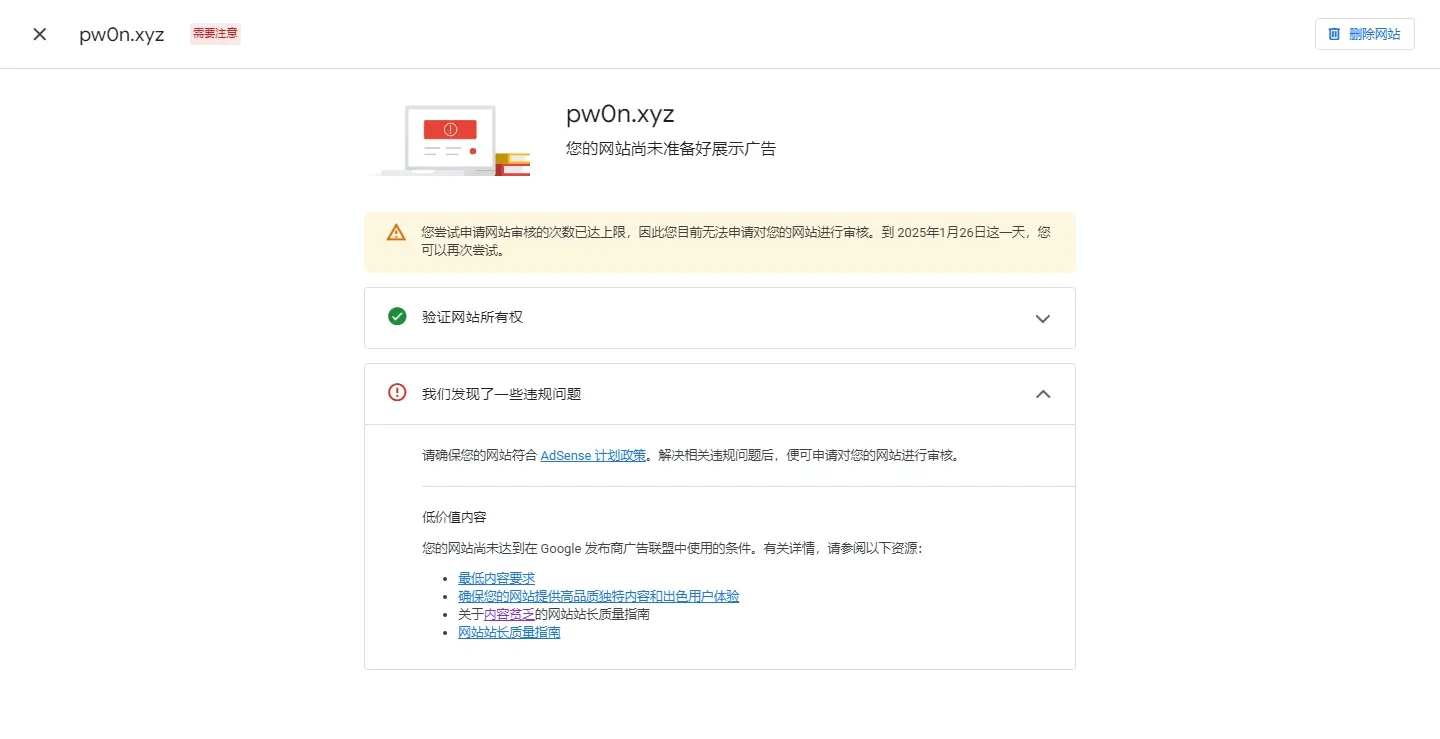 pw0n.xyz 需要注意 删除网站
pw0n.xyz
您的网站尚未准备好展示广告
您尝试申请网站审核的次数已达上限，因此您目前无法申请对您的网站进行审核。到 2025年1月26日这一天，您
可以再次尝试。
验证网站所有权
我们发现了一些违规问题
请确保您的网站符合 AdSense 计划政策。解决相关违规问题后，便可申请对您的网站进行审核。
低价值内容
您的网站尚未达到在 Google 发布商广告联盟中使用的条件。有关详情，请参阅以下资源：
最低内容要求
确保您的网站提供高品质独特内容和出色用户体验
关于内容贫乏的网站站长质量指南
网站站长质量指南